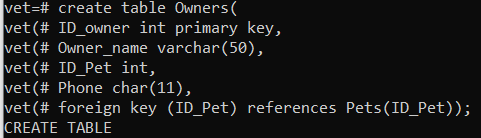 vet=# create table Owners(
vet(# ID_owner int primary key,
vet(# Owner_name varchar(50),
vet(# ID_Pet int,
vet(# Phone char(11),
vet(# foreign key (ID_Pet) references Pets(ID_Pet));
CREATE TABLE